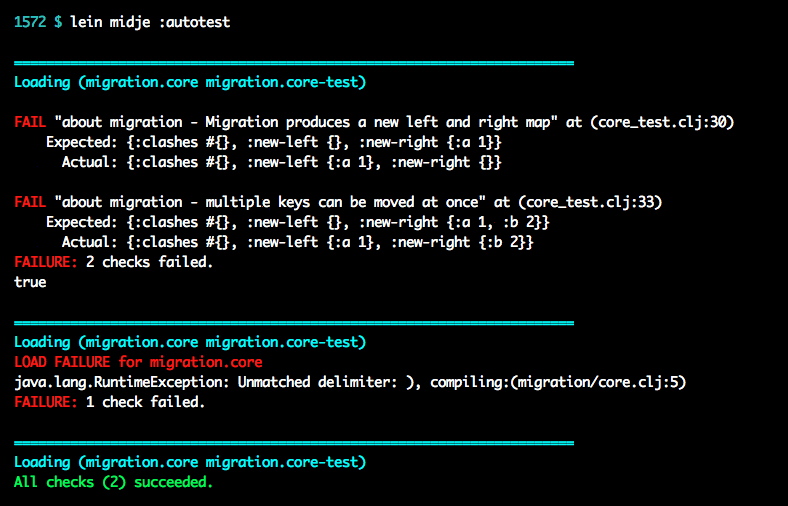 1572 $ lein midje :autotest
======================================================================
Loading (migration.core migration.core-test)
FAIL "about migration - Migration produces a new left and right map" at (core_test.clj:30)
Expected: {:clashes #{}, :new-left {}, :new-right {:a 1}}
Actual: {:clashes #{}, :new-left {:a 1}, :new-right {}}
FAIL "about migration - multiple keys can be moved at once" at (core_test.clj:33)
Expected: {:clashes #{}, :new-left {}, :new-right {:a 1, :b 2}}
Actual: {:clashes #{}, :new-left {:a 1}, :new-right {:b 2}}
FAILURE: 2 checks failed.
true
======================================================================
Loading (migration.core migration.core-test)
LOAD FAILURE for migration.core
java.lang.RuntimeException: Unmatched delimiter: ), compiling:(migration/core.clj:5)
FAILURE: 1 check failed.
======================================================================
Loading (migration.core migration.core-test)
All checks (2) succeeded.